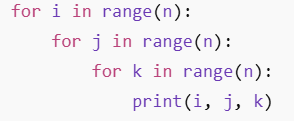 for i in range(n):
    for j in range(n):
        for k in range(n):
            print(i, j, k)